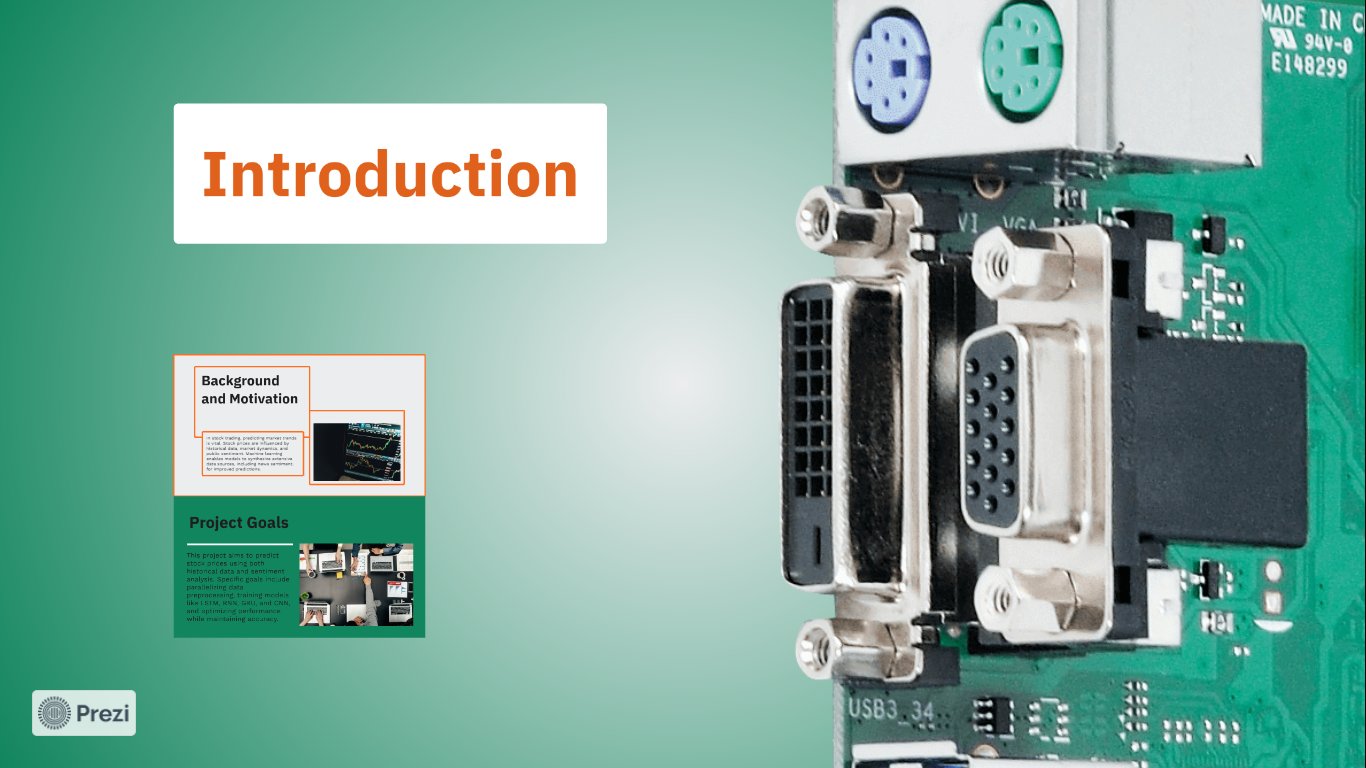 Introduction
Background
and Motivation
In stock trading, predicting market trends
is vital. Stock prices are influenced by
historical data, market dynamics, and
public sentiment. Machine learning
enables models to synthesize extensive
data sources, including news sentiment,
for improved predictions.
Project Goals
This project aims to predict
stock prices using both
historical data and sentiment
analysis. Specific goals include
parallelizing data
preprocessing, training models
like LSTM, RNN, GRU, and CNN,
and optimizing performance
while maintaining accuracy.
Prezi
MADE IN C
94V-0
E148299
VI VGA
USB3_34